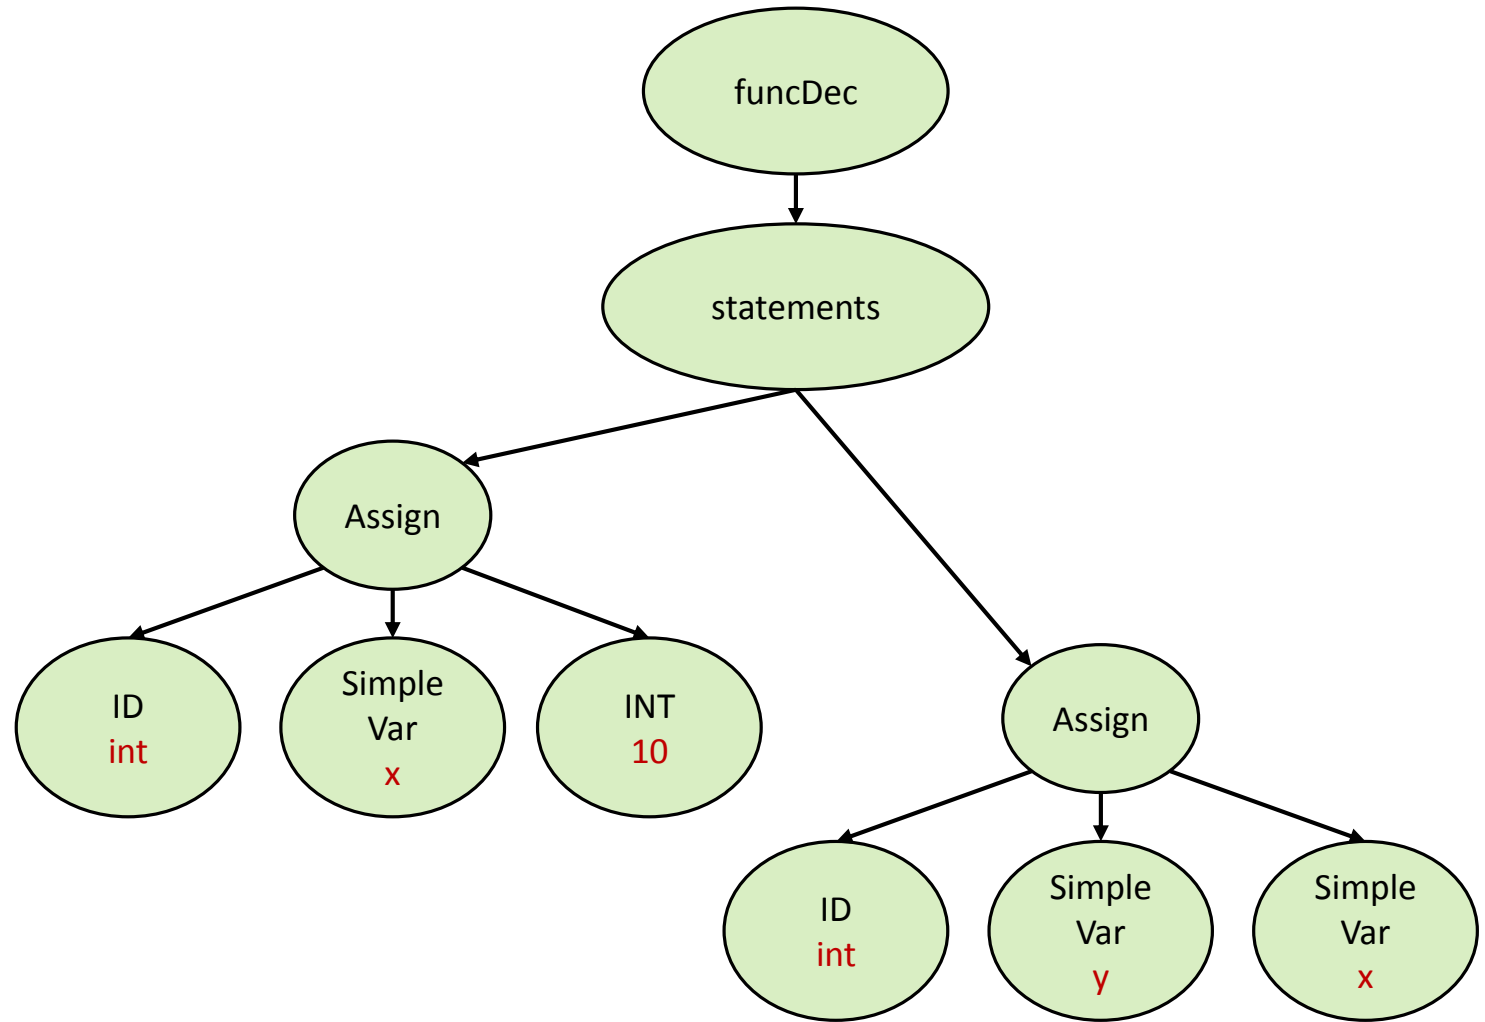 funcDec
statements
Assign
ID
int
Simple
Var
x
INT
10
Assign
ID
int
Simple
Var
y
Simple
Var
x